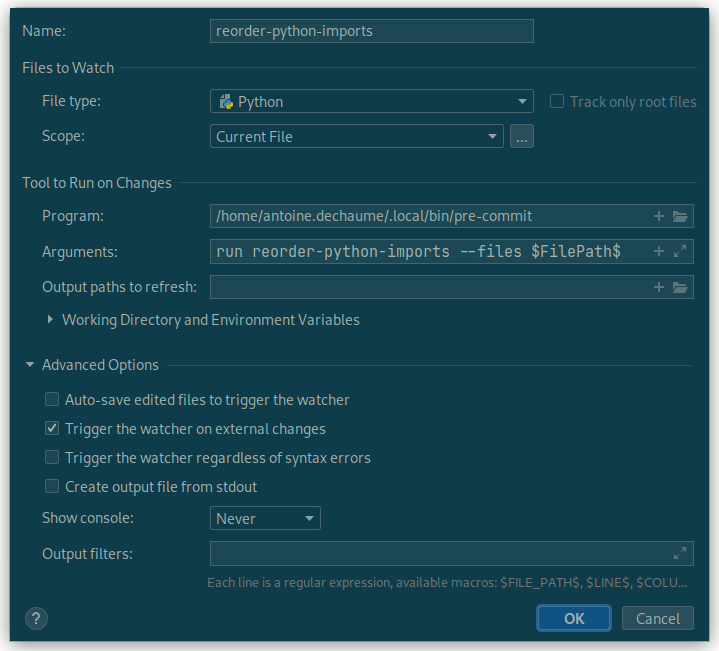 Name: reorder-python-imports
Files to Watch
File type: Python Track only root files
Scope: Current File ...
Tool to Run on Changes
Program: /home/antoine.dechaume/.local/bin/pre-commit
Arguments: run reorder-python-imports --files $FilePath$
Output paths to refresh:
Working Directory and Environment Variables
Advanced Options
Auto-save edited files to trigger the watcher
Trigger the watcher on external changes
Trigger the watcher regardless of syntax errors
Create output file from stdout
Show console: Never
Output filters:
Each line is a regular expression, available macros: $FILE_PATH$, $LINE$, $COLU...
? OK Cancel